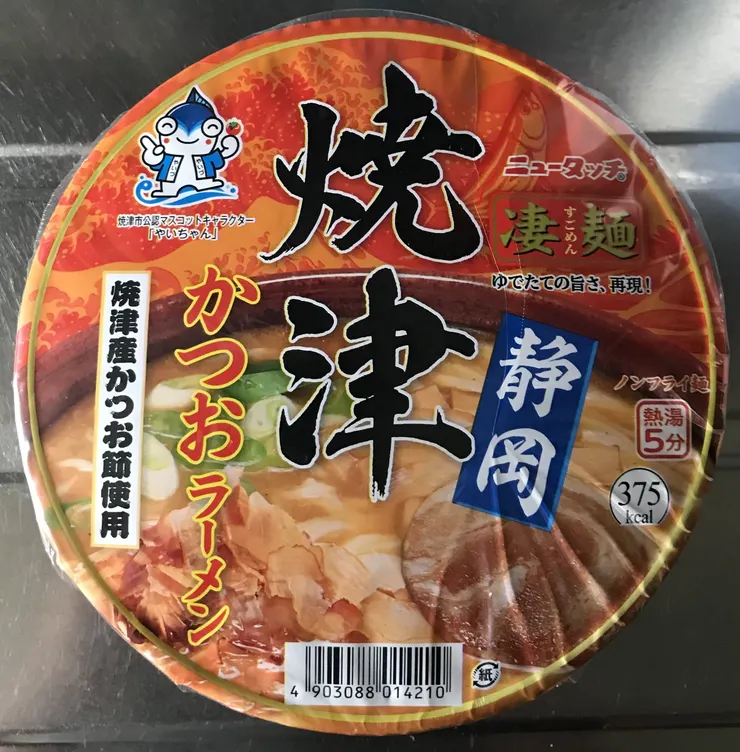 焼津
ニュータッチ®
凄麺
すごめん
ゆでたての旨さ、再現!
静岡
ノンフライ麺
熱湯
5分
375
kcal
焼津市公認マスコットキャラクター
「やいちゃん」
かつおラーメン
焼津産かつお節使用
4 903088 014210
紙